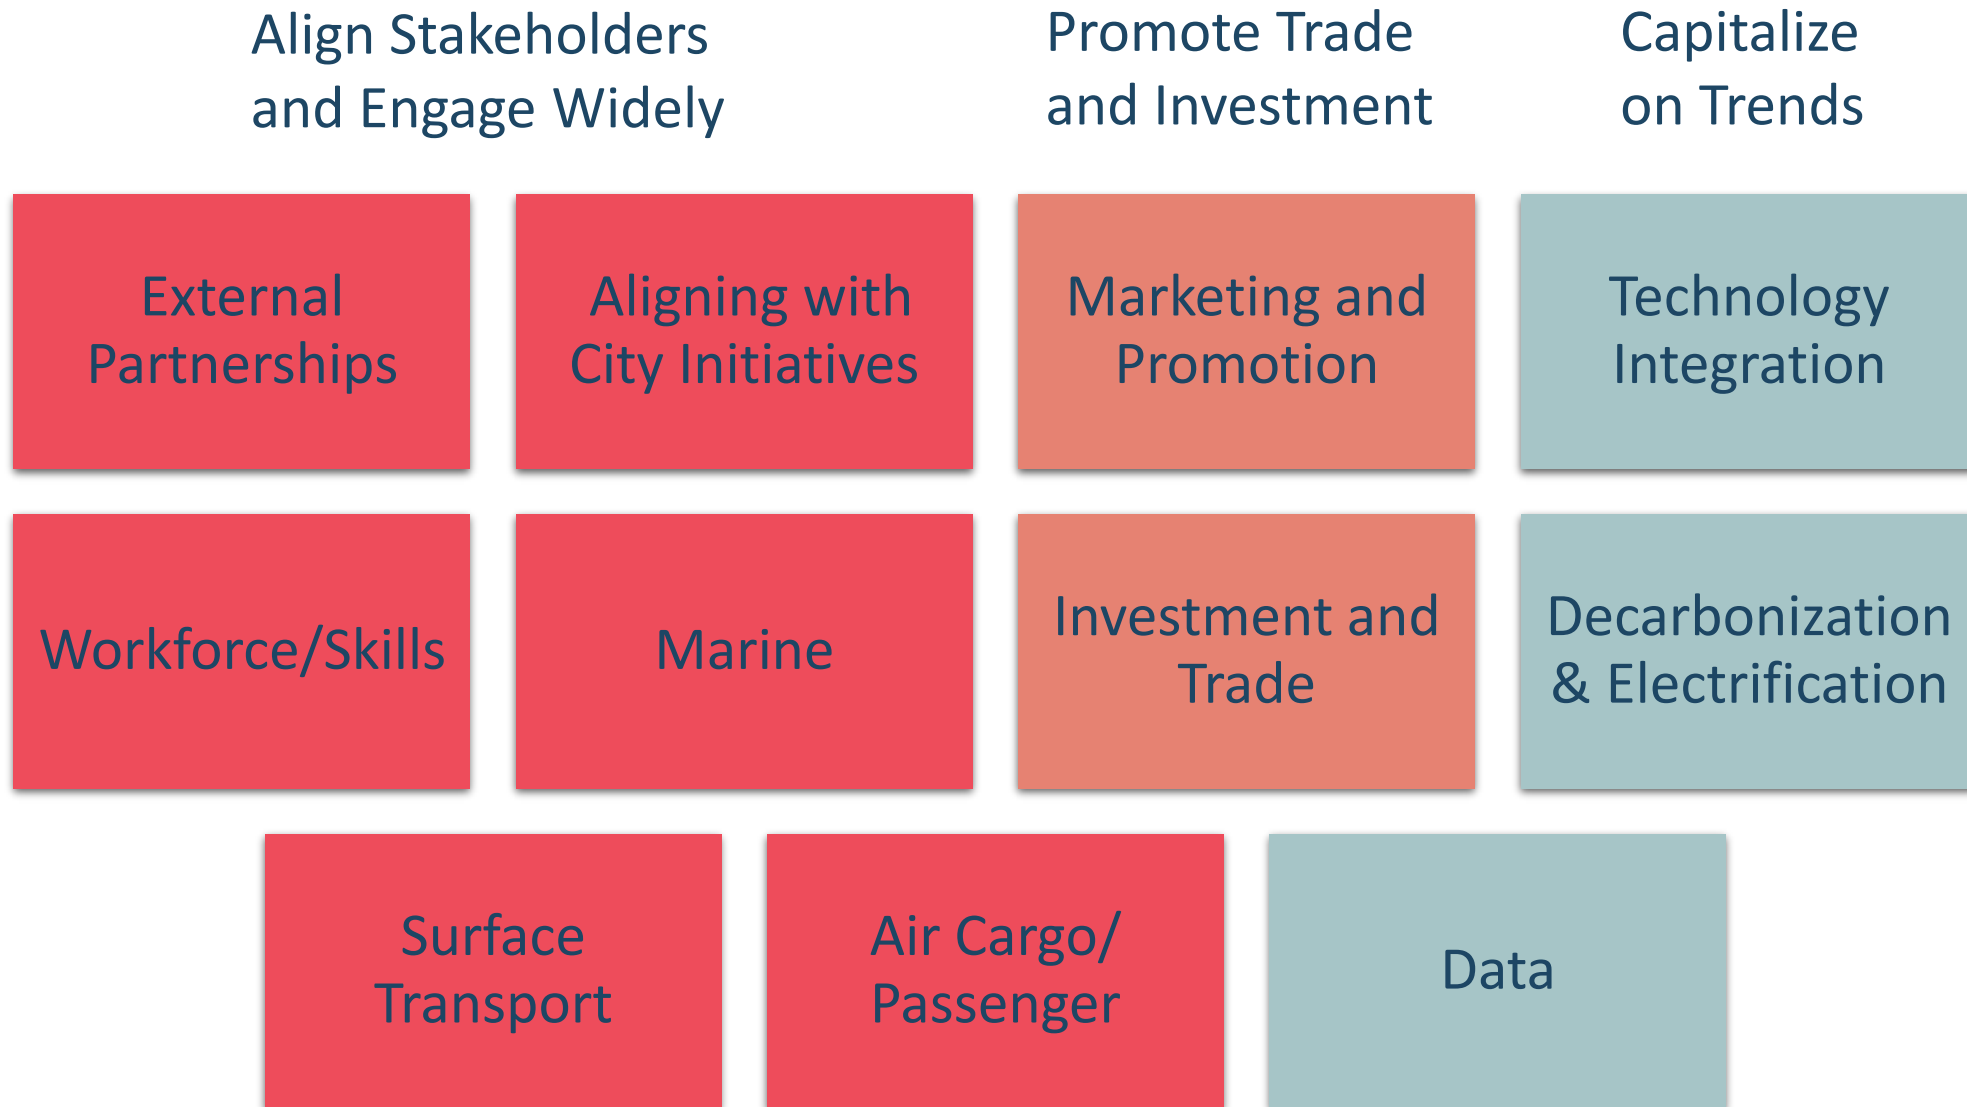 Align Stakeholders
and Engage Widely
Promote Trade
and Investment
Capitalize
on Trends
External
Partnerships
Aligning with
City Initiatives
Marketing and
Promotion
Technology
Integration
Workforce/Skills
Marine
Investment and
Trade
Decarbonization
& Electrification
Surface
Transport
Air Cargo/
Passenger
Data